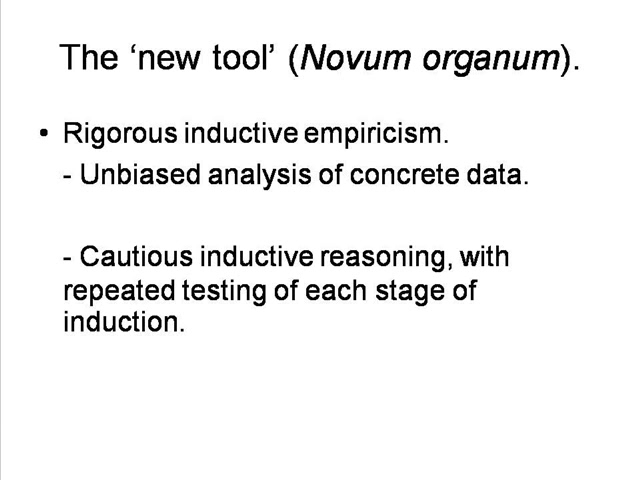 The ‘new tool’ (Novum organum).
• Rigorous inductive empiricism.
- Unbiased analysis of concrete data.
- Cautious inductive reasoning, with
repeated testing of each stage of
induction.